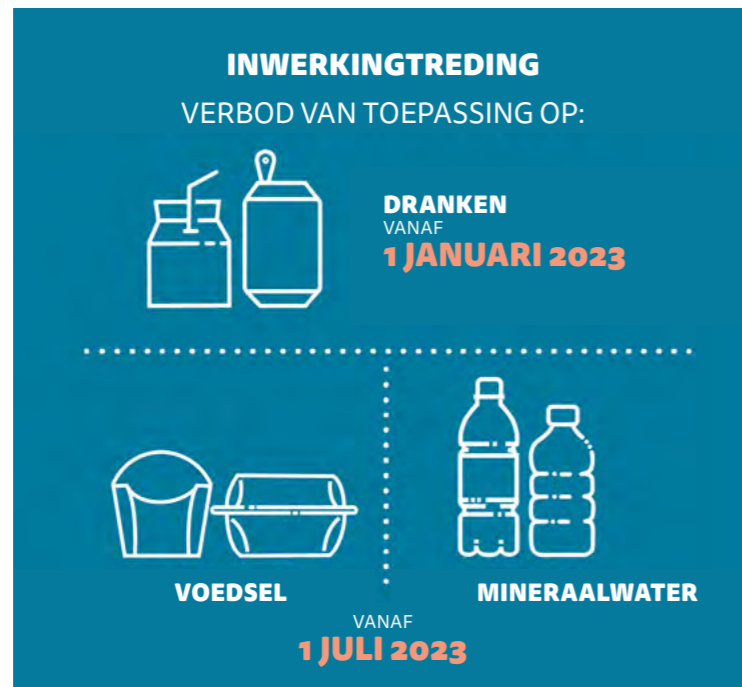 INWERKINGTREDING
VERBOD VAN TOEPASSING OP:
DRANKEN
VANAF
1 JANUARI 2023
VOEDSEL
MINERAALWATER
VANAF
1 JULI 2023